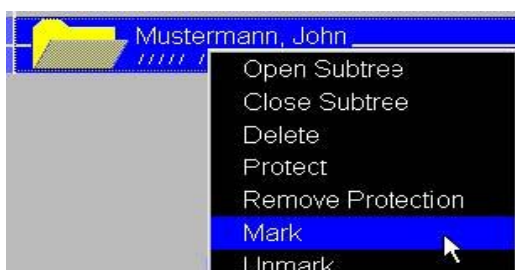 Mustermann, John
///// /
Open Subtree
Close Subtree
Delete
Protect
Remove Protection
Mark
Unmark